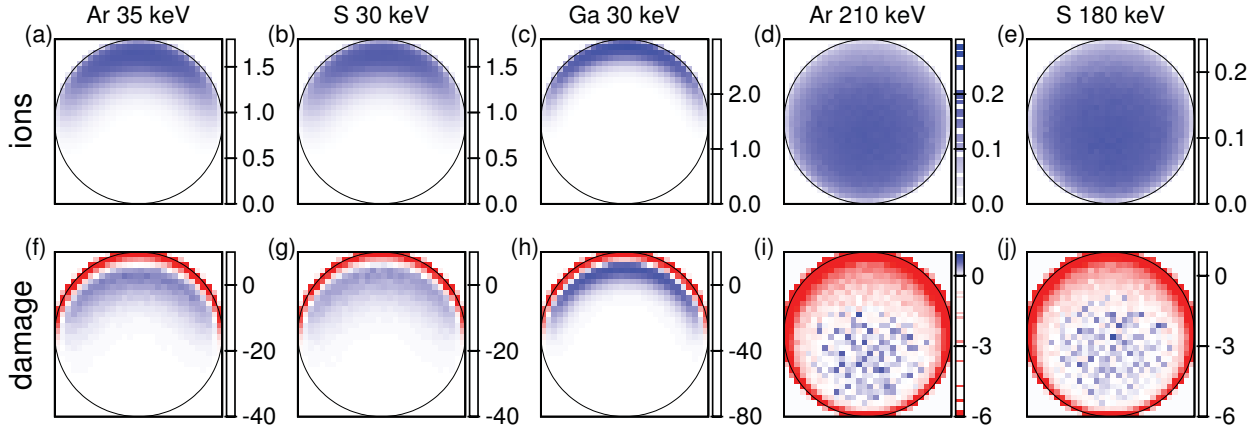 Ar 35 keV S 30 keV Ga 30 keV Ar 210 keV S 180 keV
(a) (b) (c) (d) (e)
ions
1.5 1.5 2.0 0.2 0.2
1.0 1.0 1.0 0.1 0.1
0.5 0.5
0.0 0.0 0.0 0.0 0.0
(f) (g) (h) (i) (j)
damage
0 0 0 0 0
-20 -20 -40 -3 -3
-40 -40 -80 -6 -6